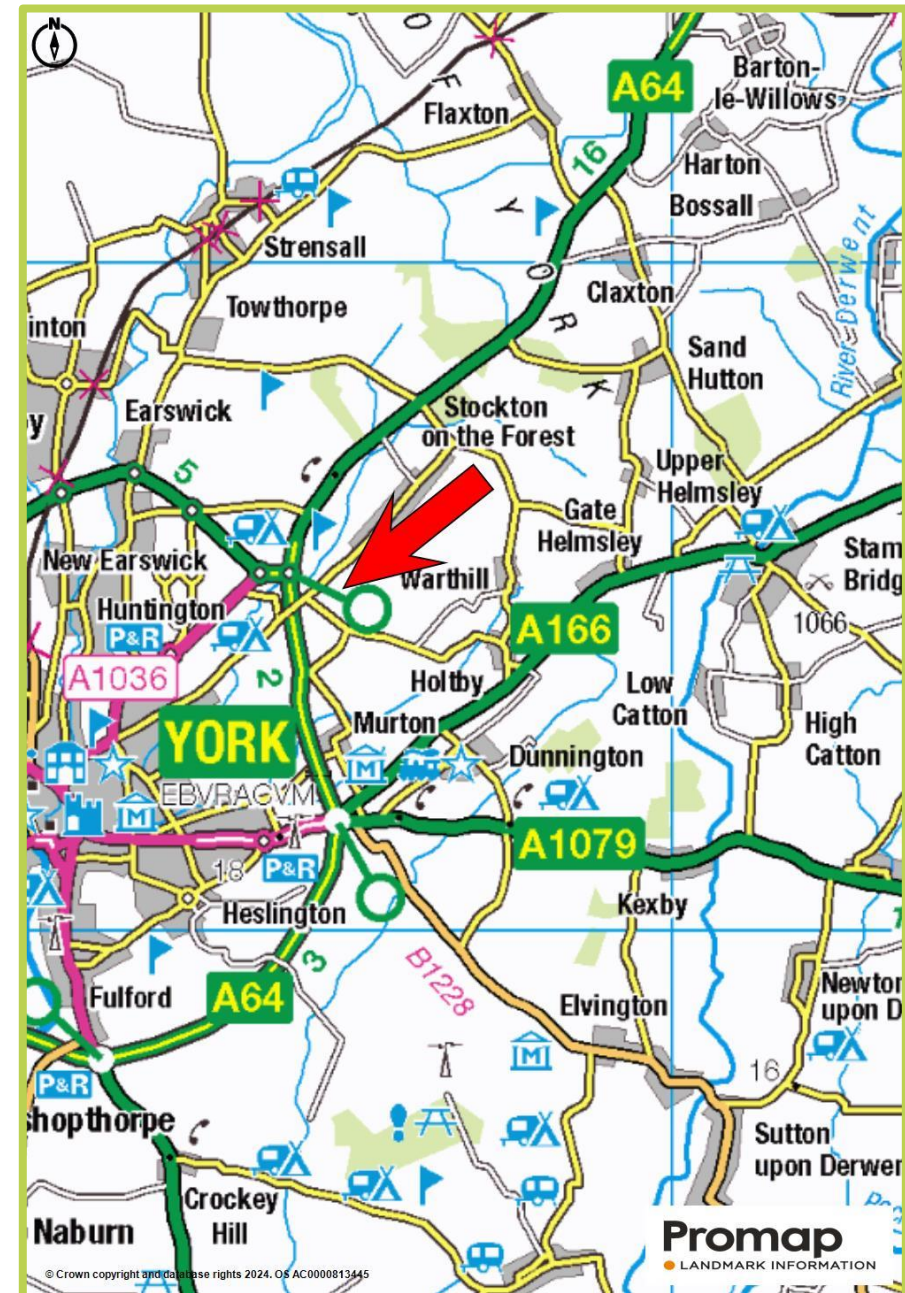 N
Barton-
le-Willows
A64
Flaxton
F
O
16
Harton
Bossall
Y
Strensall
O
Claxton
River Derwent
Towthorpe
R
inton
K
Sand
Hutton
Earswick
Stockton
on the Forest
y
5
Upper
Helmsley
Gate
Helmsley
New Earswick
Warthill
Stam
Bridg
Huntington
P&R
A166
1066
A1036
2
Holtby
Low
Catton
YORK
Murton
High
Catton
M
Dunnington
EBVRACVM
M
A1079
18
P&R
Kexby
Heslington
3
B1228
Fulford
A64
Elvington
Newton
upon D
M
P&R
16
shopthorpe
Sutton
upon Derwen
Crockey
Hill
Naburn
Promap
LANDMARK INFORMATION
© Crown copyright and database rights 2024. OS AC0000813445